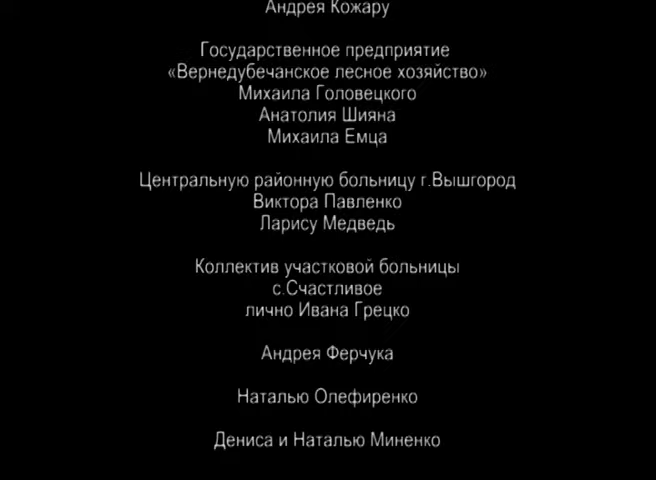 Андрея Кожару
Государственное предприятие
«Вернедубечанское лесное хозяйство»
Михаила Головецкого
Анатолия Шияна
Михаила Емца
Центральную районную больницу г.Вышгород
Виктора Павленко
Ларису Медведь
Коллектив участковой больницы
с.Счастливое
лично Ивана Грецко
Андрея Ферчука
Наталью Олефиренко
Дениса и Наталью Миненко